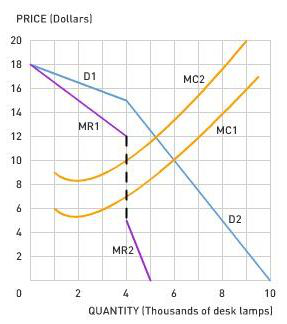 PRICE (Dollars)
20
18
16
14
12
10
8
6
4
2
D1
MC2
MR1
MC1
D2
MR2
0
2
4
6
8
10
QUANTITY (Thousands of desk lamps)